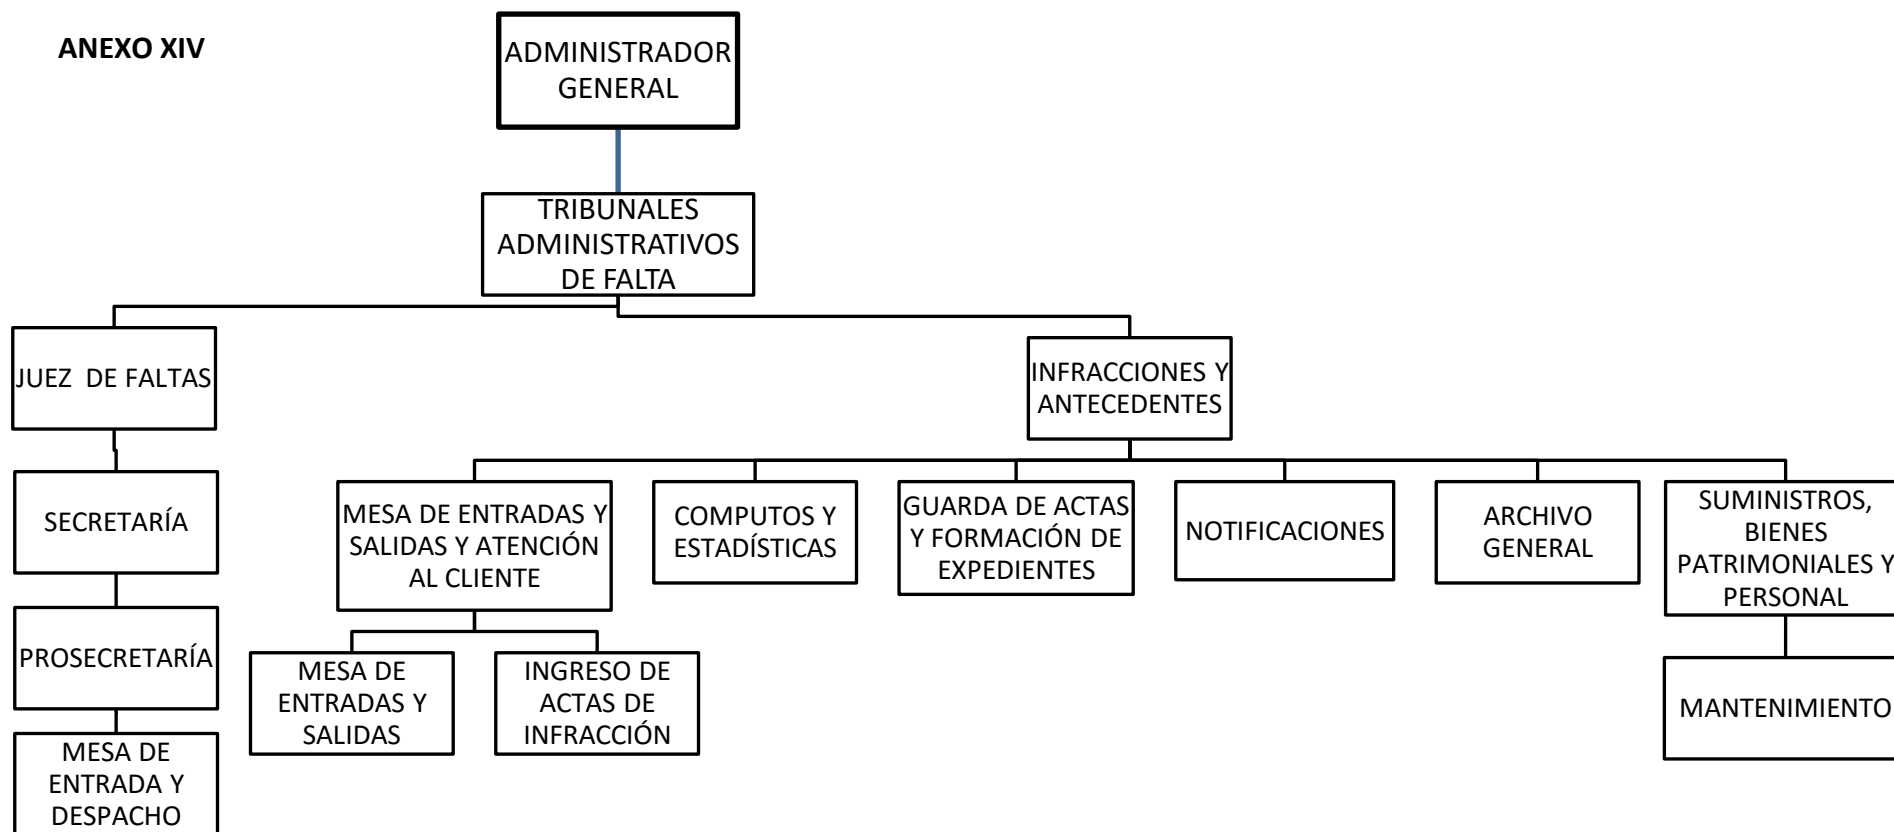 ANEXO XIV
ADMINISTRADOR
GENERAL
TRIBUNALES
ADMINISTRATIVOS
DE FALTA
JUEZ DE FALTAS
INFRACCIONES Y
ANTECEDENTES
SECRETARÍA
MESA DE ENTRADAS Y
SALIDAS Y ATENCIÓN
AL CLIENTE
COMPUTOS Y
ESTADÍSTICAS
GUARDA DE ACTAS
Y FORMACIÓN DE
EXPEDIENTES
NOTIFICACIONES
ARCHIVO
GENERAL
SUMINISTROS,
BIENES
PATRIMONIALES Y
PERSONAL
PROSECRETARÍA
MESA DE
ENTRADAS Y
SALIDAS
INGRESO DE
ACTAS DE
INFRACCIÓN
MANTENIMIENTO
MESA DE
ENTRADA Y
DESPACHO